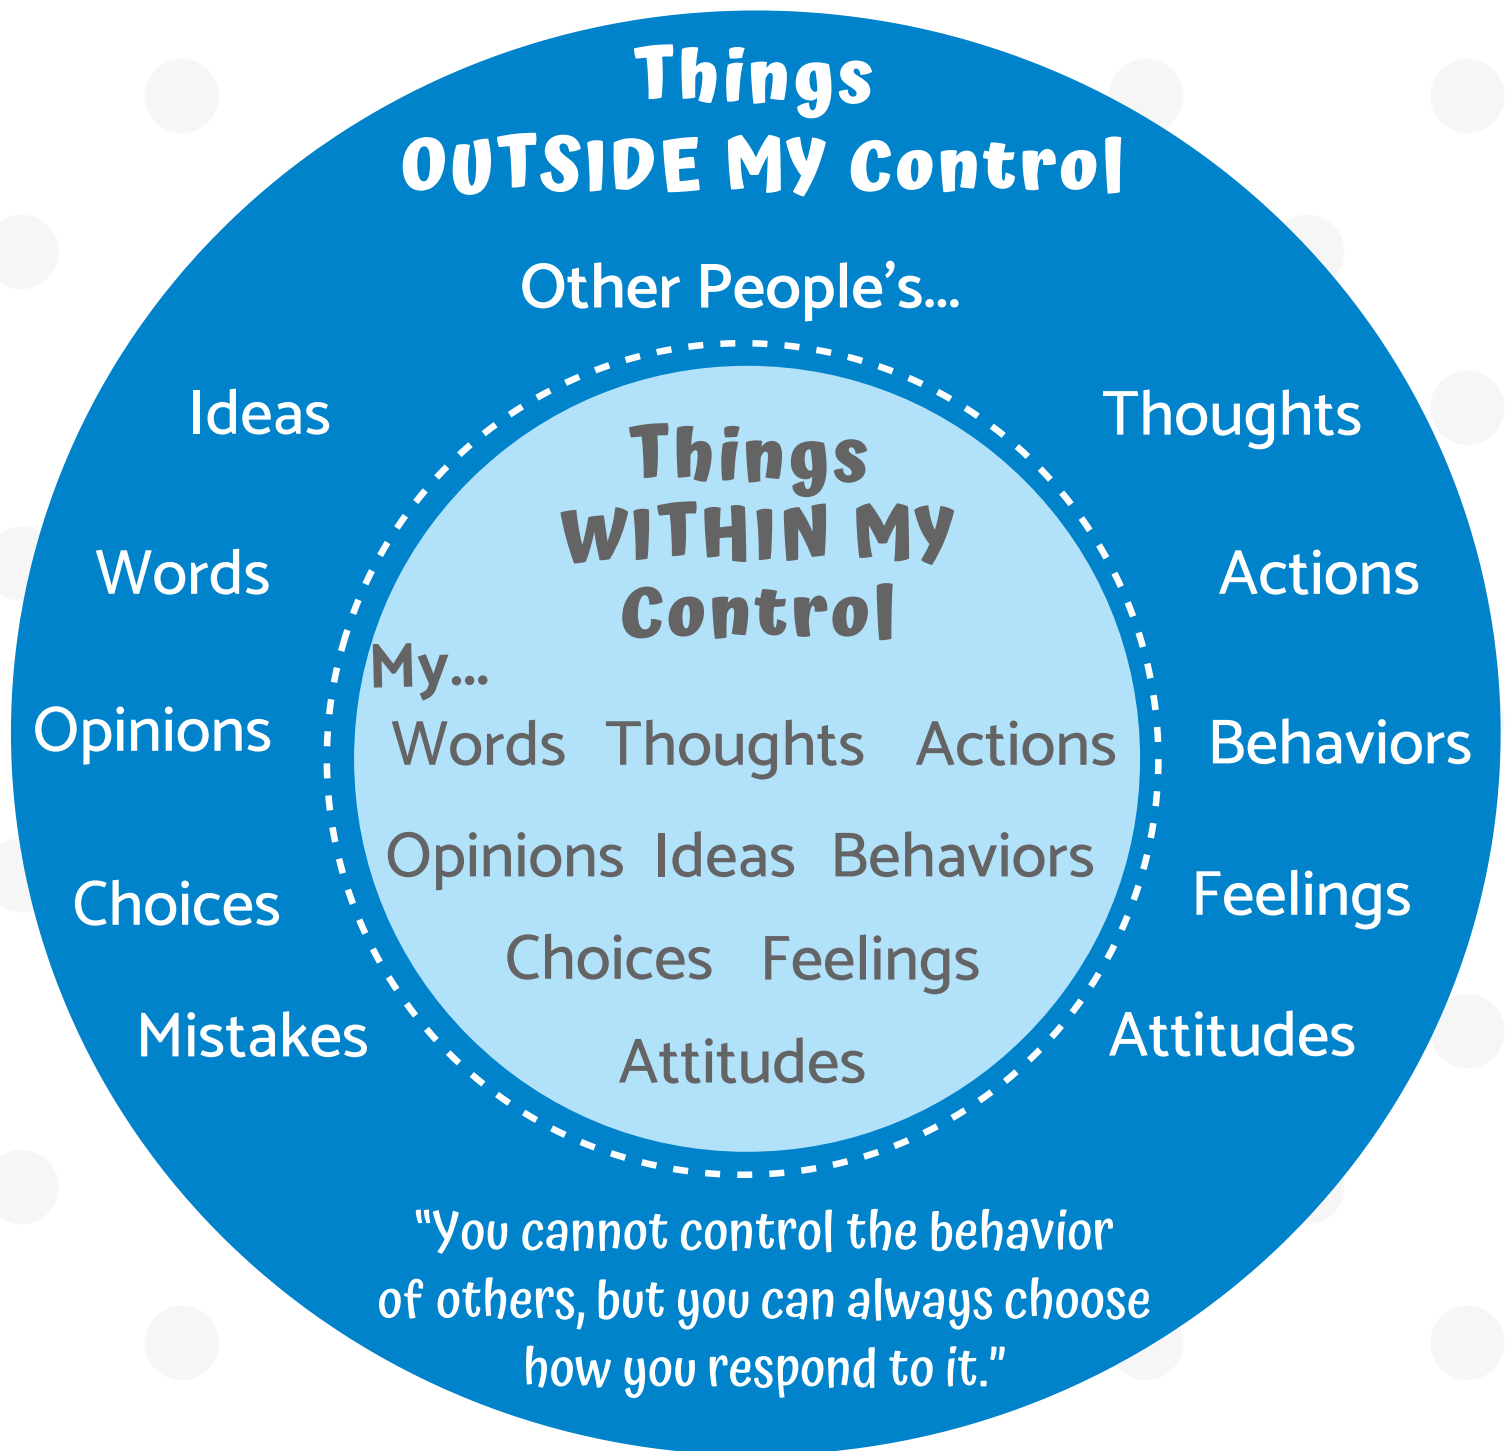 Things
OUTSIDE MY Control
Other People's...
Ideas
Thoughts
Words
Actions
Opinions
Behaviors
Choices
Feelings
Mistakes
Attitudes
Things
WITHIN MY
Control
My...
Words Thoughts Actions
Opinions Ideas Behaviors
Choices Feelings
Attitudes
"You cannot control the behavior
of others, but you can always choose
how you respond to it."